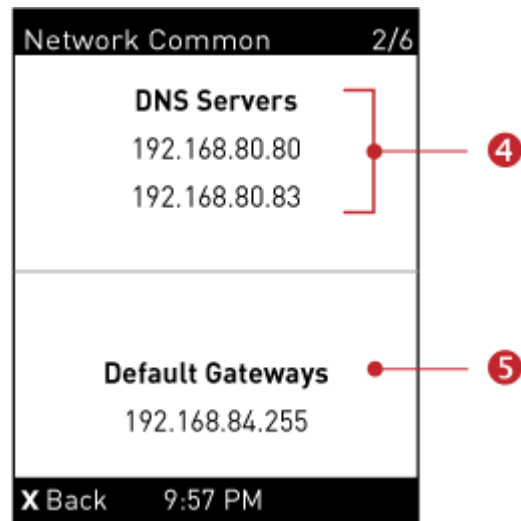 Network Common 2/6
DNS Servers
192.168.80.80
192.168.80.83
4
Default Gateways
5
192.168.84.255
X Back 9:57 PM